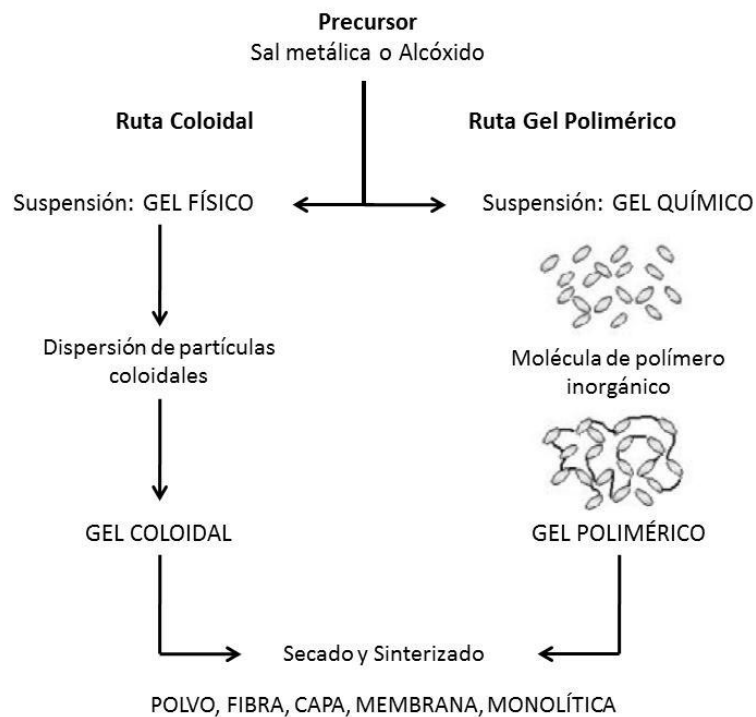 Precursor
Sal metálica o Alcóxido
Ruta Coloidal
Ruta Gel Polimérico
Suspensión: GEL FÍSICO
Suspensión: GEL QUÍMICO
Dispersión de partículas
coloidales
Molécula de polímero
inorgánico
GEL COLOIDAL
GEL POLIMÉRICO
Secado y Sinterizado
POLVO, FIBRA, CAPA, MEMBRANA, MONOLÍTICA